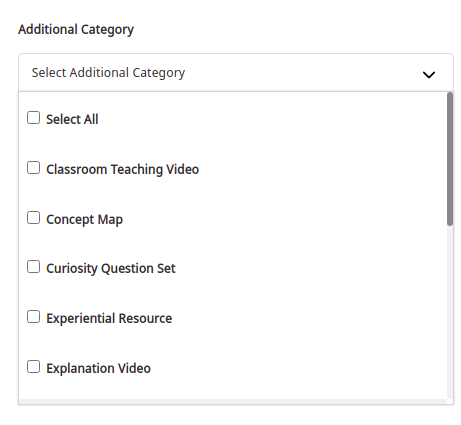 Additional Category
Select Additional Category
Select All
Classroom Teaching Video
Concept Map
Curiosity Question Set
Experiential Resource
Explanation Video